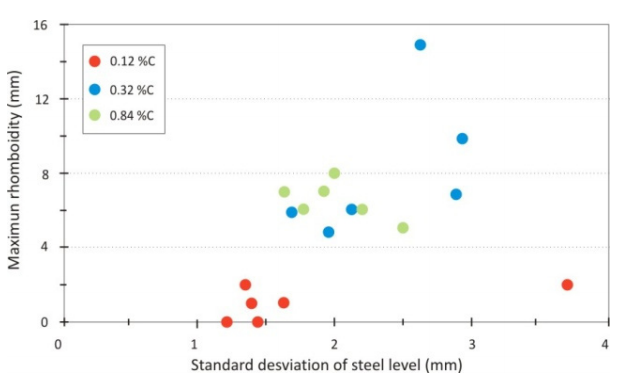 16
12
8
4
0
Maximun rhomboidity (mm)
0.12 %C
0.32 %C
0.84 %C
0 1 2 3 4
Standard desviation of steel level (mm)